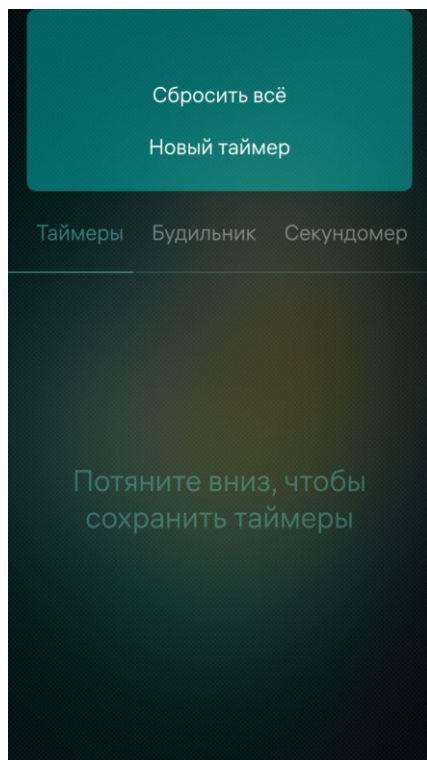 Сбросить всё
Новый таймер
Таймеры Будильник Секундомер
Потяните вниз, чтобы
сохранить таймеры